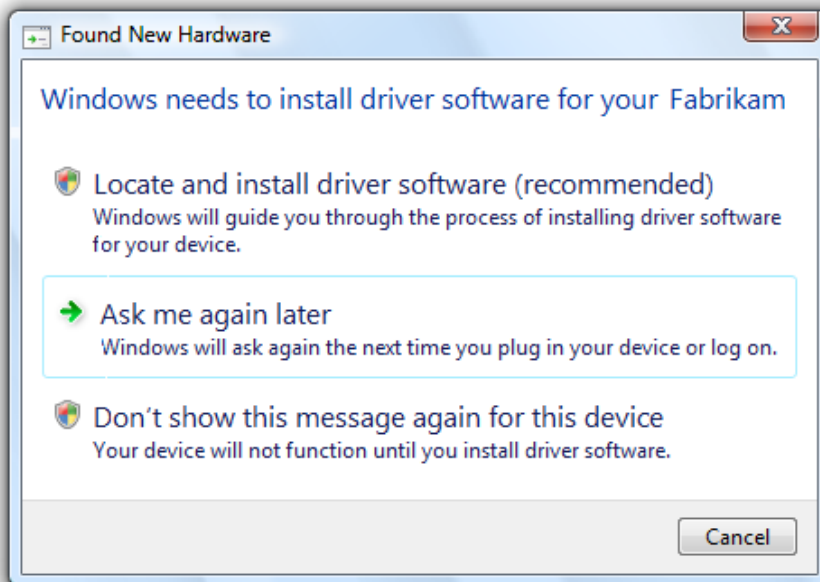 Found New Hardware
Windows needs to install driver software for your Fabrikam
Locate and install driver software (recommended)
Windows will guide you through the process of installing driver software
for your device.
Ask me again later
Windows will ask again the next time you plug in your device or log on.
Don't show this message again for this device
Your device will not function until you install driver software.
Cancel